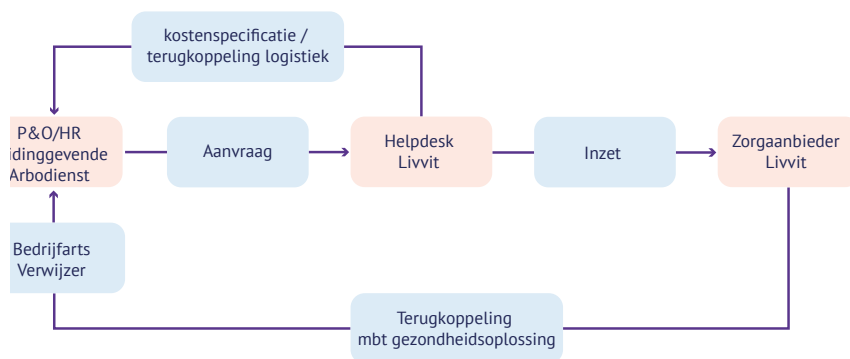 kostenspecificatie /
terugkoppeling logistiek
P&O/HR
idinggevende
Arbodienst
Aanvraag
Helpdesk
Livvit
Inzet
Zorgaanbieder
Livvit
Bedrijfarts
Verwijzer
Terugkoppeling
mbt gezondheidsoplossing